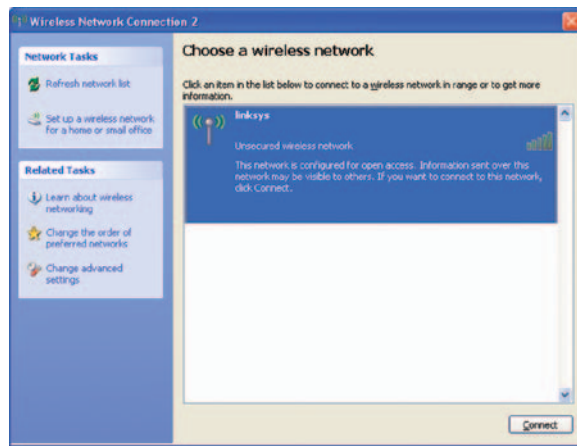 Wireless Network Connection 2
Network Tasks
Refresh network list
Set up a wireless network
for a home or small office
Related Tasks
Learn about wireless
networking
Change the order of
preferred networks
Change advanced
settings
Choose a wireless network
Click an item in the list below to connect to a wireless network in range or to get more
information.
linksys
Unsecured wireless network
This network is configured for open access. Information sent over this
network may be visible to others. If you want to connect to this network,
click Connect.
Connect